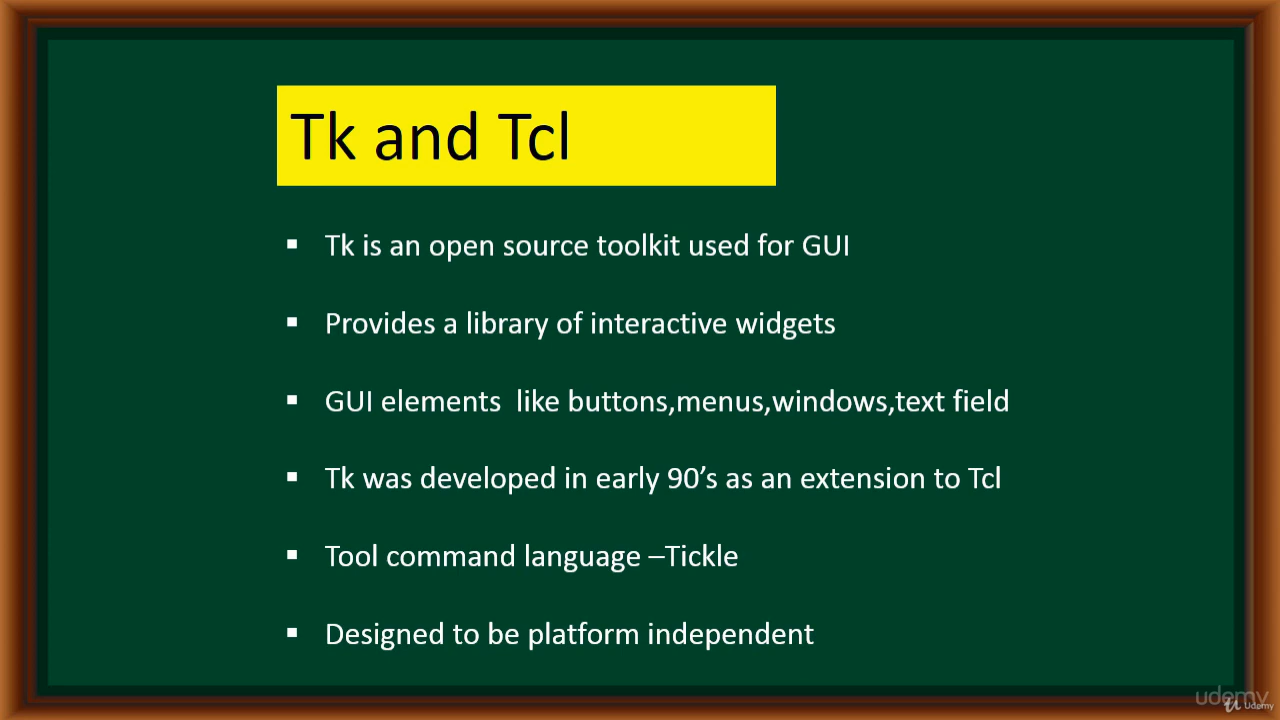 Tk and Tcl
▪ Tk is an open source toolkit used for GUI
▪ Provides a library of interactive widgets
▪ GUI elements  like buttons,menus,windows,text field
▪ Tk was developed in early 90’s as an extension to Tcl
▪ Tool command language –Tickle
▪ Designed to be platform independent
udemy
Udemy